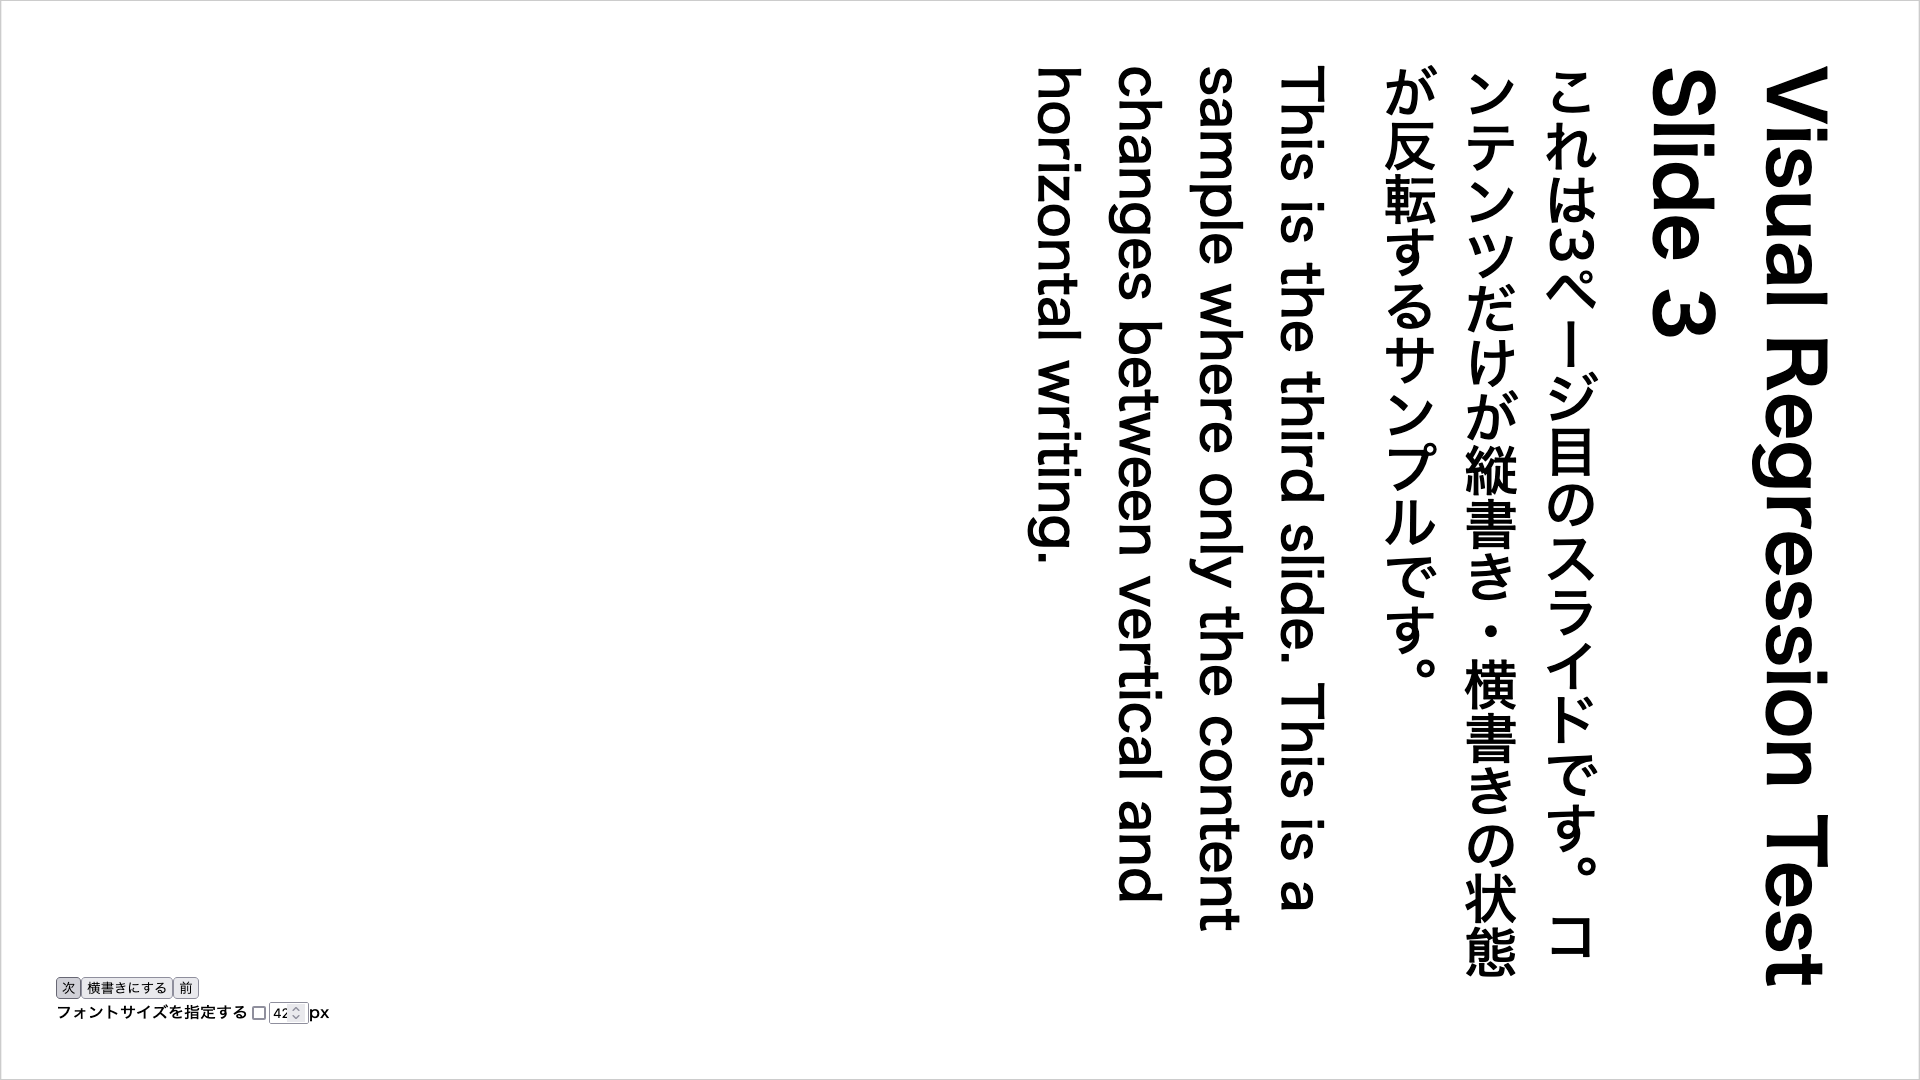 Visual Regression Test
Slide 3
これは3ページ目のスライドです。コ
ンテンツだけが縦書き・横書きの状態
が反転するサンプルです。
This is the third slide. This is a
sample where only the content
changes between vertical and
horizontal writing.
次 横書きにする 前
フォントサイズを指定する 42 px